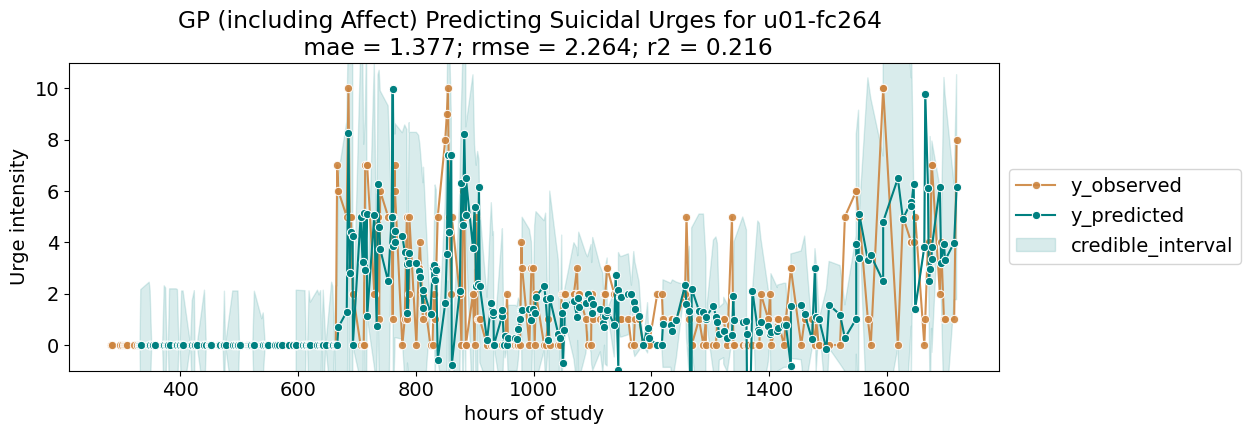 GP (including Affect) Predicting Suicidal Urges for u01-fc264
mae = 1.377; rmse = 2.264; r2 = 0.216
Urge intensity
10
8
6
4
2
0
400 600 800 1000 1200 1400 1600
hours of study
y_observed
y_predicted
credible_interval